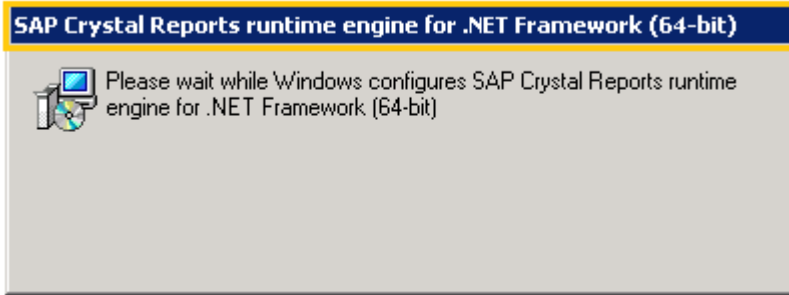 SAP Crystal Reports runtime engine for .NET Framework (64-bit)
Please wait while Windows configures SAP Crystal Reports runtime
engine for .NET Framework (64-bit)